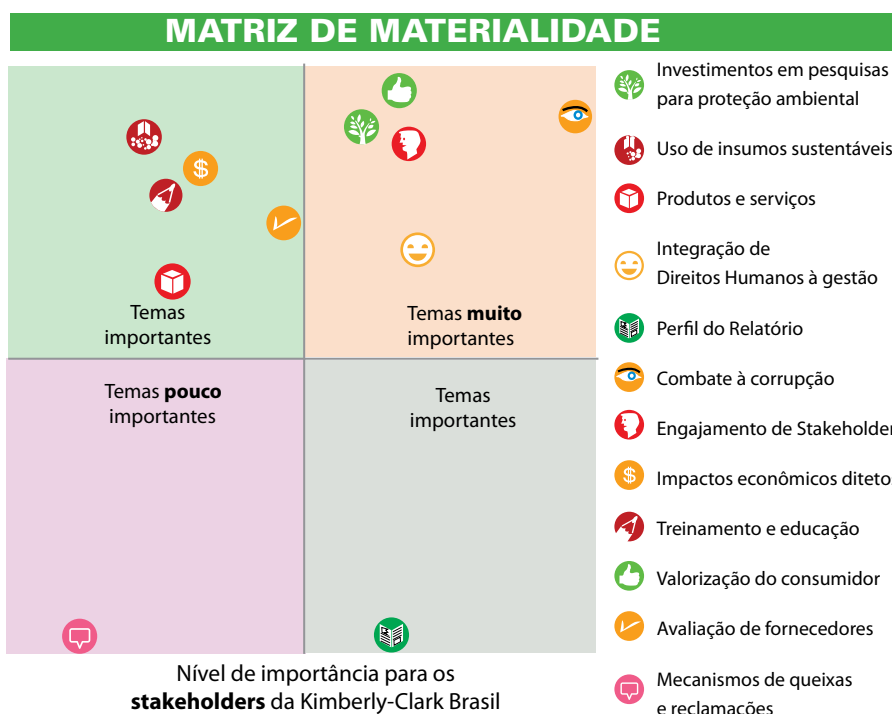 MATRIZ DE MATERIALIDADE
Temas
importantes
Temas muito
importantes
Temas pouco
importantes
Temas
importantes
Nível de importância para os
stakeholders da Kimberly-Clark Brasil
Investimentos em pesquisas
para proteção ambiental
Uso de insumos sustentáveis
Produtos e serviços
Integração de
Direitos Humanos à gestão
Perfil do Relatório
Combate à corrupção
Engajamento de Stakeholder
Impactos econômicos diteto
Treinamento e educação
Valorização do consumidor
Avaliação de fornecedores
Mecanismos de queixas
e reclamações